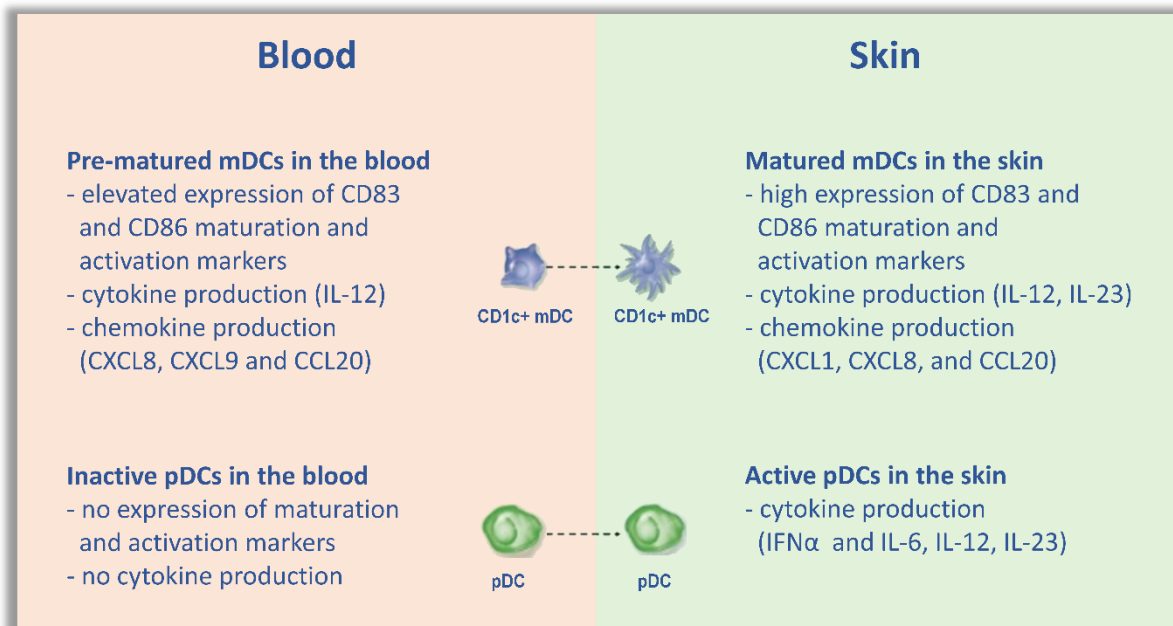 Blood
Skin
Pre-matured mDCs in the blood
- elevated expression of CD83
and CD86 maturation and
activation markers
- cytokine production (IL-12)
- chemokine production
(CXCL8, CXCL9 and CCL20)
CD1c+ mDC
CD1c+ mDC
Matured mDCs in the skin
- high expression of CD83 and
CD86 maturation and
activation markers
- cytokine production (IL-12, IL-23)
- chemokine production
(CXCL1, CXCL8, and CCL20)
Inactive pDCs in the blood
- no expression of maturation
and activation markers
- no cytokine production
pDC
pDC
Active pDCs in the skin
- cytokine production
(IFNα and IL-6, IL-12, IL-23)